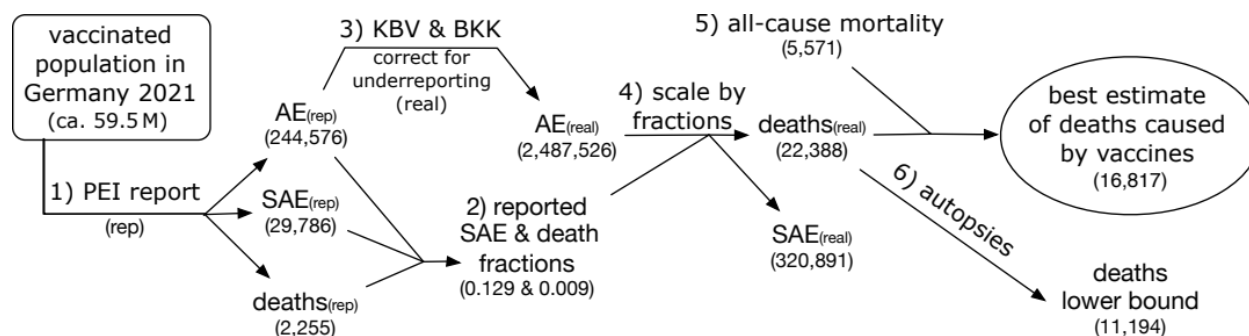 vaccinated
population in
Germany 2021
(ca. 59.5 M)
1) PEI report
(rep)
AE(rep)
(244,576)
SAE(rep)
(29,786)
deaths(rep)
(2,255)
3) KBV & BKK
correct for
underreporting
(real)
2) reported
SAE & death
fractions
(0.129 & 0.009)
AE(real)
(2,487,526)
4) scale by
fractions
deaths(real)
(22,388)
SAE(real)
(320,891)
5) all-cause mortality
(5,571)
best estimate
of deaths caused
by vaccines
(16,817)
6) autopsies
deaths
lower bound
(11,194)